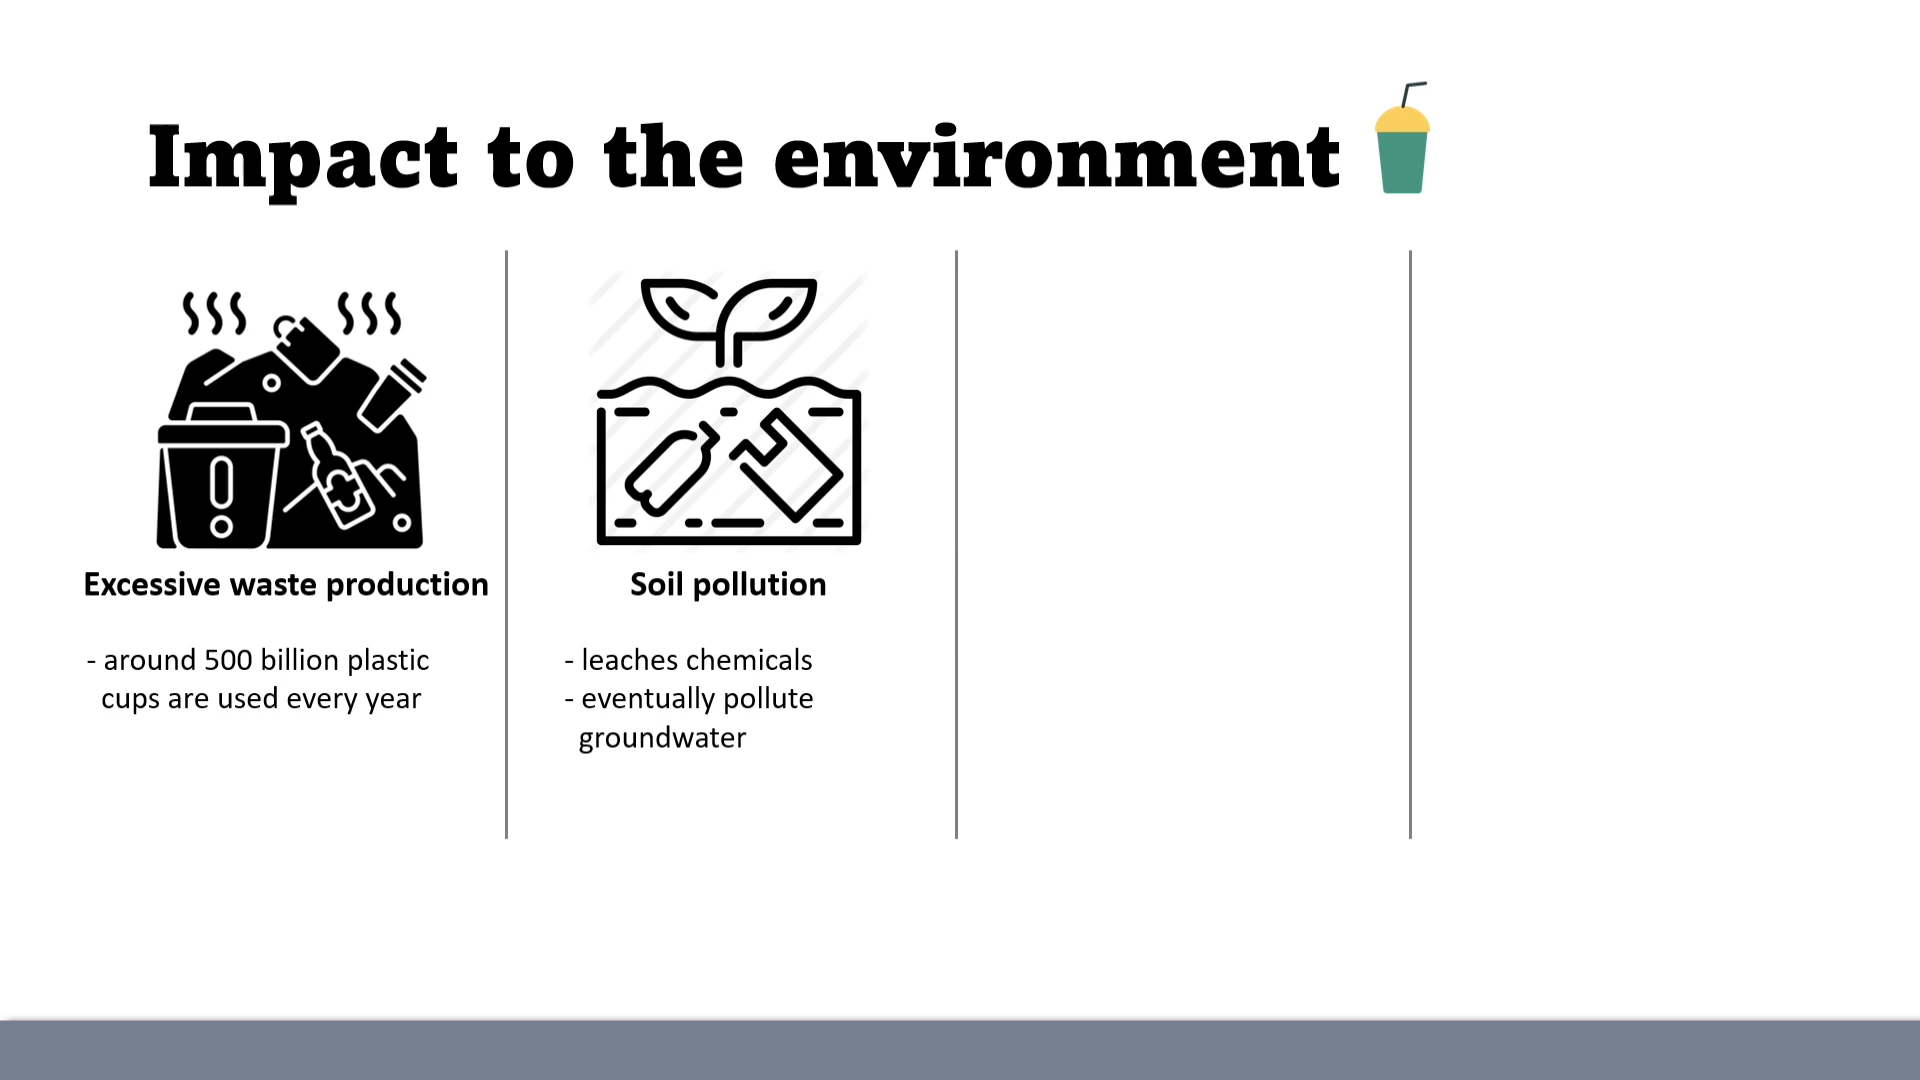 Impact to the environment
Excessive waste production
- around 500 billion plastic
cups are used every year
Soil pollution
- leaches chemicals
- eventually pollute
groundwater